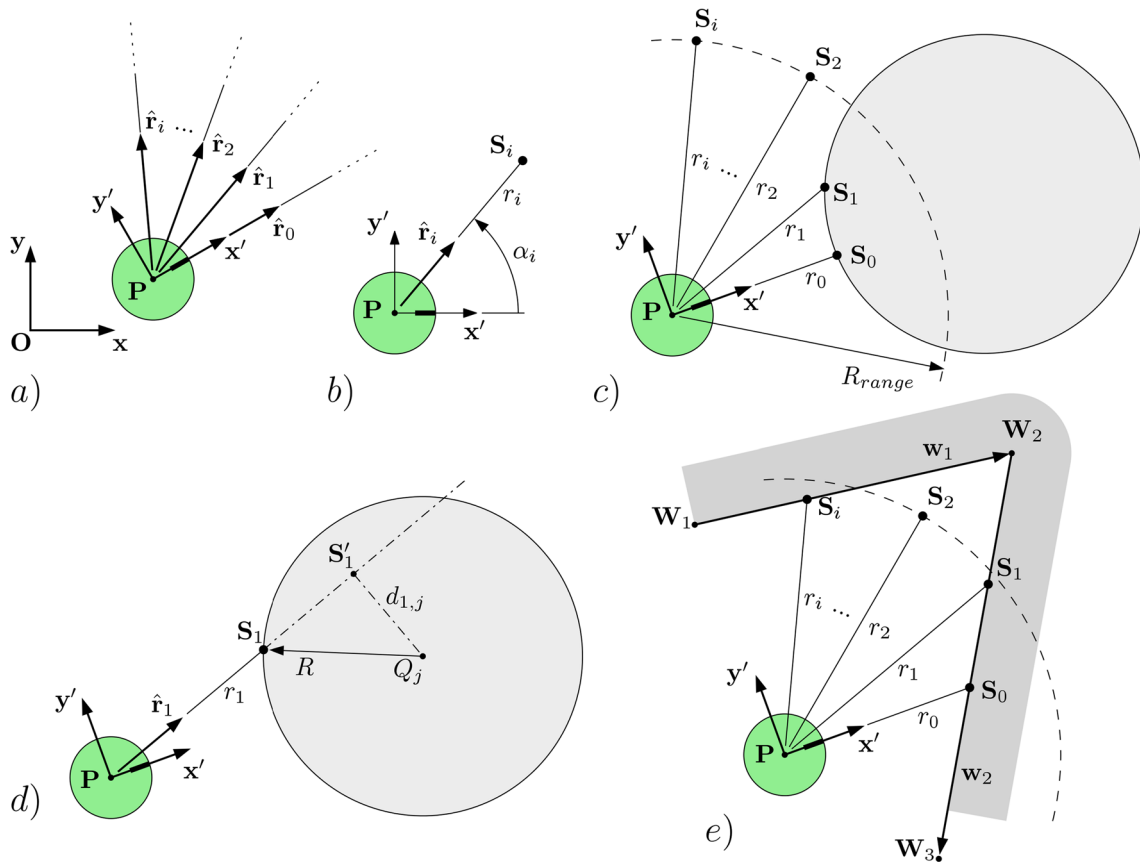 r̂ᵢ ...
r̂₂
r̂₁
r̂₀
y′
x′
P
y
O
x
a)
Sᵢ
rᵢ
r̂ᵢ
y′
αᵢ
P
x′
b)
Sᵢ
S₂
rᵢ ...
r₂
S₁
r₁
S₀
r₀
y′
x′
P
R_range
c)
S′₁
d₁,ⱼ
S₁
R
Qⱼ
r̂₁
r₁
y′
x′
P
d)
W₂
w₁
W₁
Sᵢ
S₂
S₁
rᵢ ...
r₂
r₁
S₀
r₀
y′
x′
P
w₂
W₃
e)